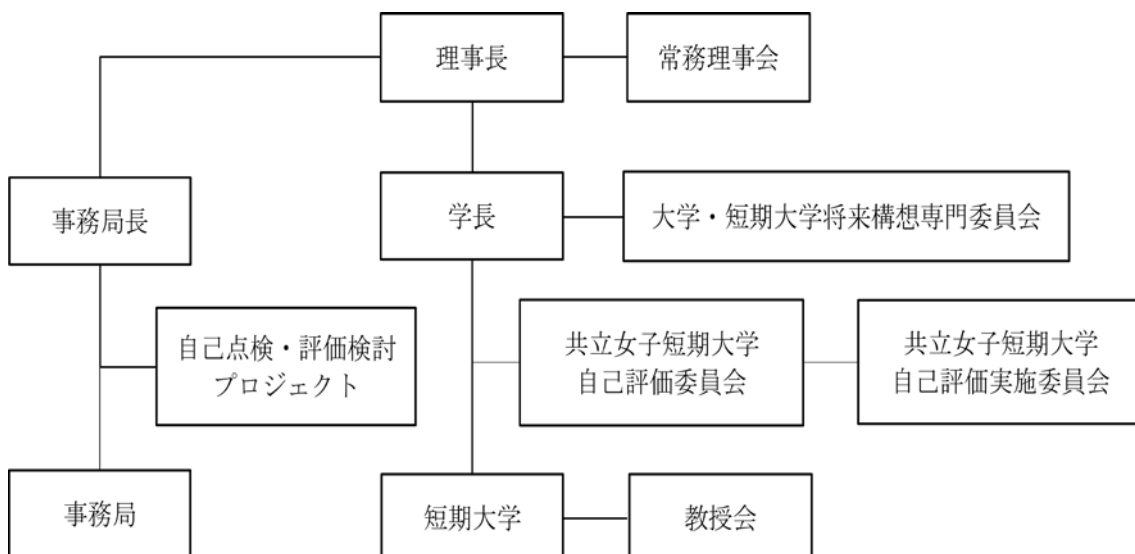 理事長
常務理事会
事務局長
学長
大学・短期大学将来構想専門委員会
自己点検・評価検討
プロジェクト
共立女子短期大学
自己評価委員会
共立女子短期大学
自己評価実施委員会
事務局
短期大学
教授会